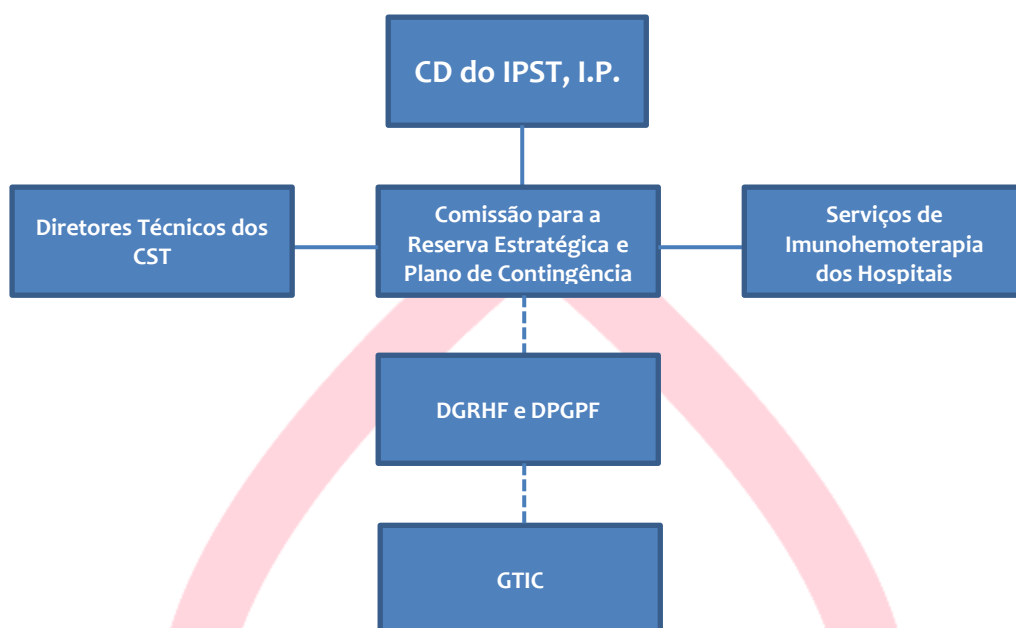 CD do IPST, I.P.
Diretores Técnicos dos
CST
Comissão para a
Reserva Estratégica e
Plano de Contingência
Serviços de
Imunohemoterapia
dos Hospitais
DGRHF e DPGPF
GTIC